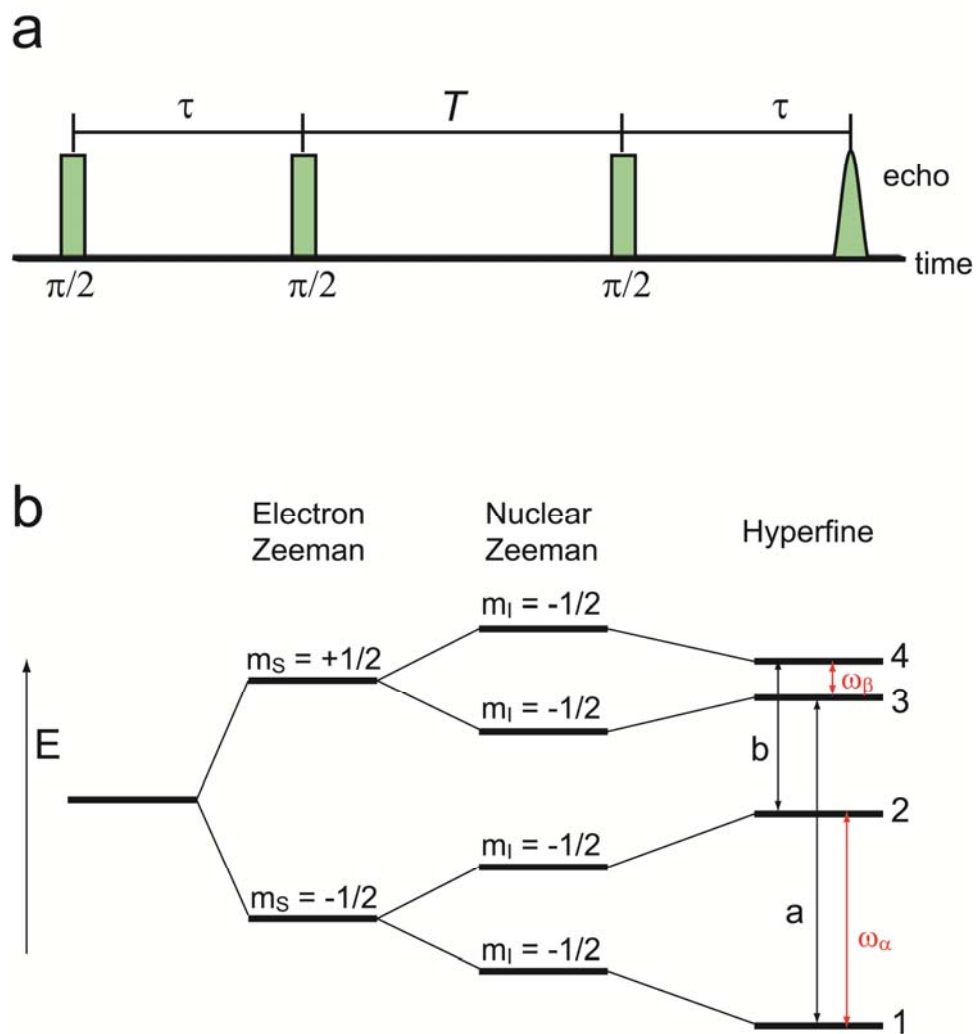 a
τ
T
τ
echo
time
π/2
π/2
π/2
b
Electron
Zeeman
Nuclear
Zeeman
Hyperfine
E
mS = +1/2
mS = -1/2
mI = -1/2
mI = -1/2
mI = -1/2
mI = -1/2
4
ωβ
3
b
2
a
ωα
1